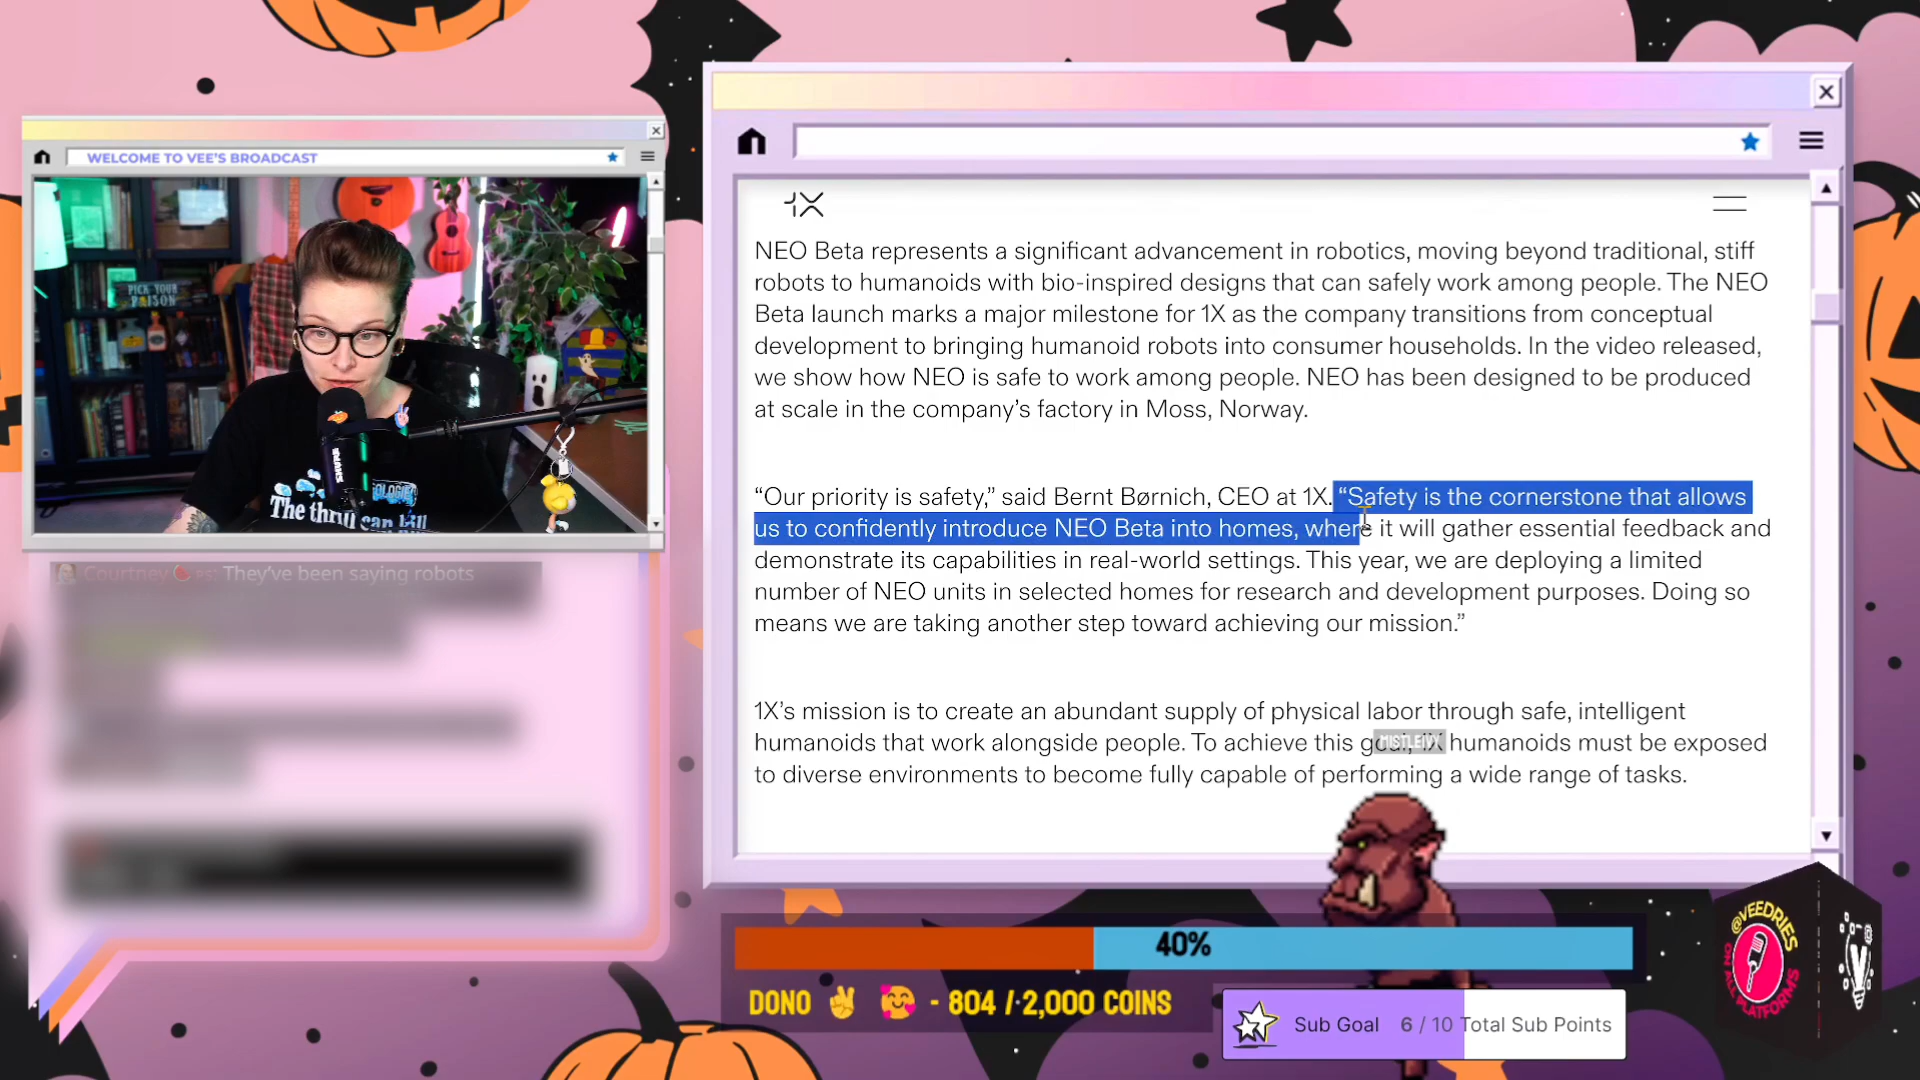 WELCOME TO VEE'S BROADCAST
PICK YOUR
POISON
The thrill can kill
Courtney PS: They've been saying robots
1X
NEO Beta represents a significant advancement in robotics, moving beyond traditional, stiff
robots to humanoids with bio-inspired designs that can safely work among people. The NEO
Beta launch marks a major milestone for 1X as the company transitions from conceptual
development to bringing humanoid robots into consumer households. In the video released,
we show how NEO is safe to work among people. NEO has been designed to be produced
at scale in the company's factory in Moss, Norway.
“Our priority is safety,” said Bernt Børnich, CEO at 1X. “Safety is the cornerstone that allows
us to confidently introduce NEO Beta into homes, where it will gather essential feedback and
demonstrate its capabilities in real-world settings. This year, we are deploying a limited
number of NEO units in selected homes for research and development purposes. Doing so
means we are taking another step toward achieving our mission.”
1X's mission is to create an abundant supply of physical labor through safe, intelligent
humanoids that work alongside people. To achieve this goal, 1X humanoids must be exposed
to diverse environments to become fully capable of performing a wide range of tasks.
MISTLEIVY
40%
DONO ✌️ 🥰 - 804 / 2,000 COINS
Sub Goal 6 / 10 Total Sub Points
@VEEDRIES
ON ALL PLATFORMS